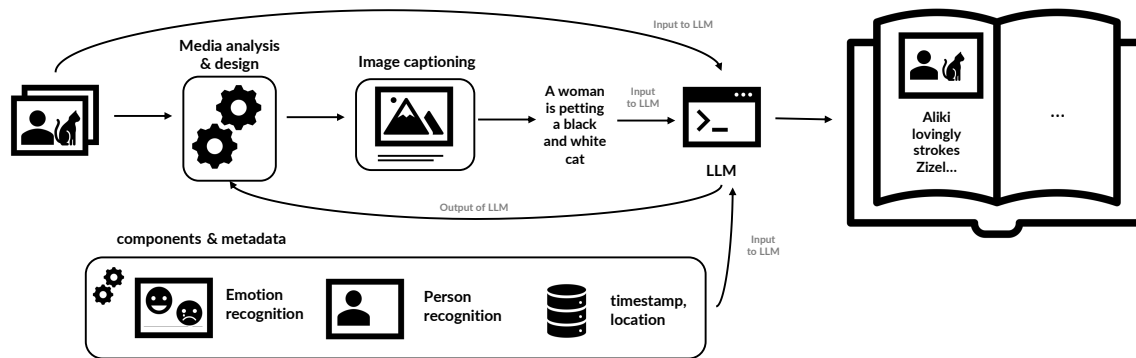 Input to LLM
Media analysis
& design
Image captioning
A woman
is petting
a black
and white
cat
Input
to LLM
LLM
Aliki
lovingly
strokes
Zizel...
...
Output of LLM
components & metadata
Input
to LLM
Emotion
recognition
Person
recognition
timestamp,
location